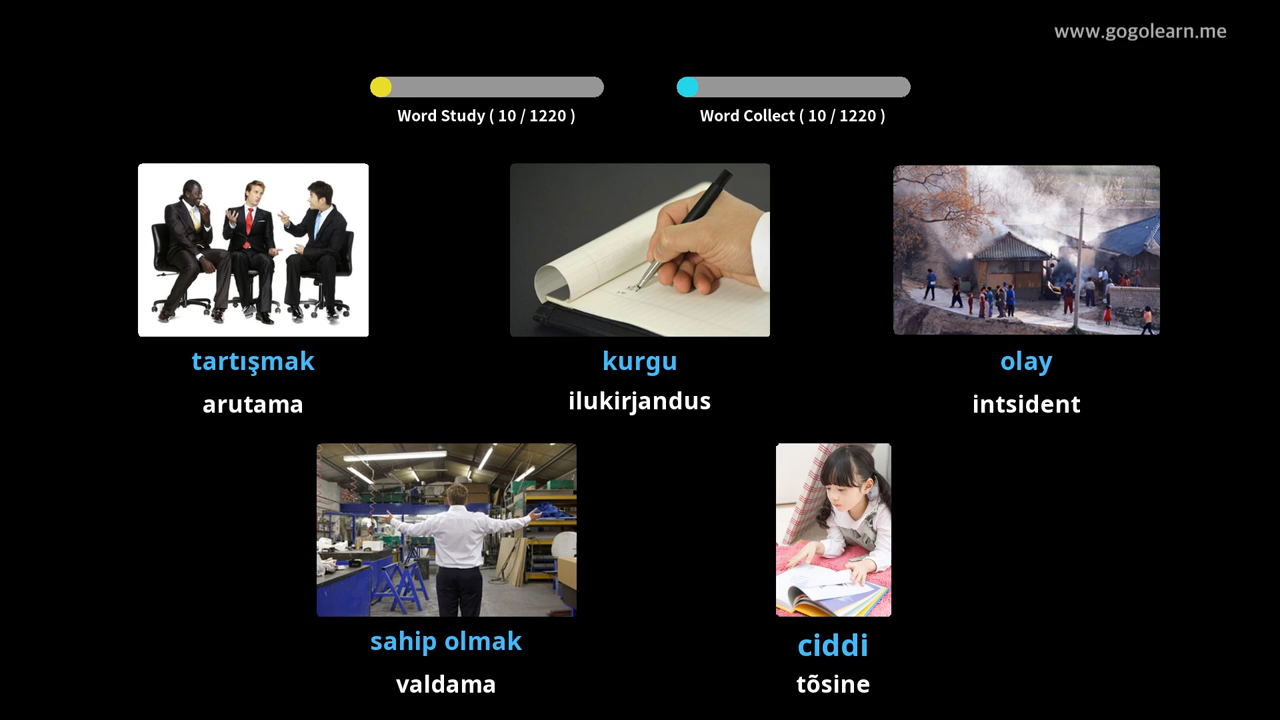 www.gogolearn.me
Word Study ( 10 / 1220 )
Word Collect ( 10 / 1220 )
tartışmak
arutama
kurgu
ilukirjandus
olay
intsident
sahip olmak
valdama
ciddi
tõsine